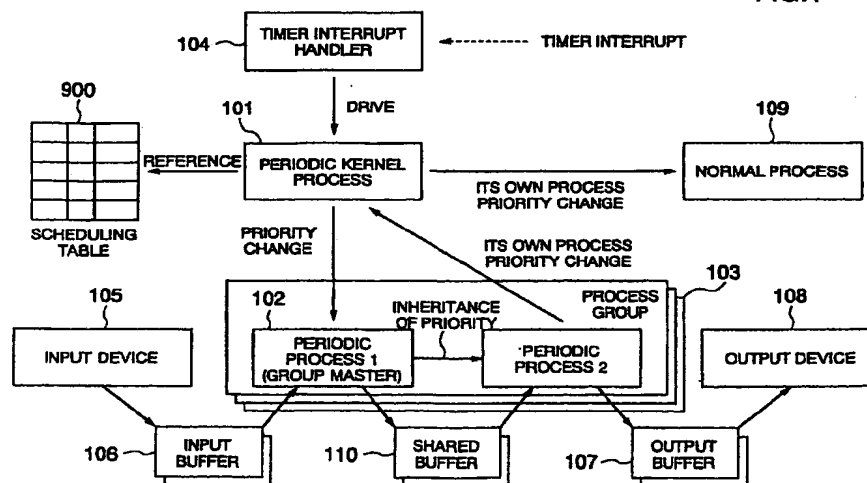 104
TIMER INTERRUPT
HANDLER
TIMER INTERRUPT
DRIVE
900
101
109
REFERENCE
PERIODIC KERNEL
PROCESS
NORMAL PROCESS
ITS OWN PROCESS
PRIORITY CHANGE
SCHEDULING
TABLE
PRIORITY
CHANGE
ITS OWN PROCESS
PRIORITY CHANGE
103
105
102
PROCESS
GROUP
108
INHERITANCE
OF PRIORITY
INPUT DEVICE
PERIODIC
PROCESS 1
(GROUP MASTER)
PERIODIC
PROCESS 2
OUTPUT DEVICE
106
INPUT
BUFFER
110
SHARED
BUFFER
107
OUTPUT
BUFFER